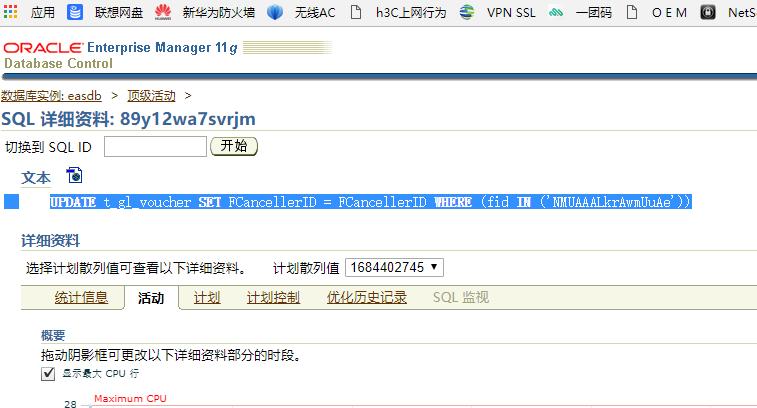 应用 联想网盘 新华为防火墙 无线AC h3C上网行为 VPN SSL 一团码 O E M NetS
ORACLE Enterprise Manager 11g
Database Control
数据库实例: easdb > 顶级活动 >
SQL 详细资料: 89y12wa7svrjm
切换到 SQL ID 开始
文本
UPDATE t_gl_voucher SET FCancellerID = FCancellerID WHERE (fid IN ('NMUAAALkrAwmUuAe'))
详细资料
选择计划散列值可查看以下详细资料。 计划散列值 1684402745
统计信息 活动 计划 计划控制 优化历史记录 SQL 监视
概要
拖动阴影框可更改以下详细资料部分的时段。
显示最大 CPU 行
28 Maximum CPU